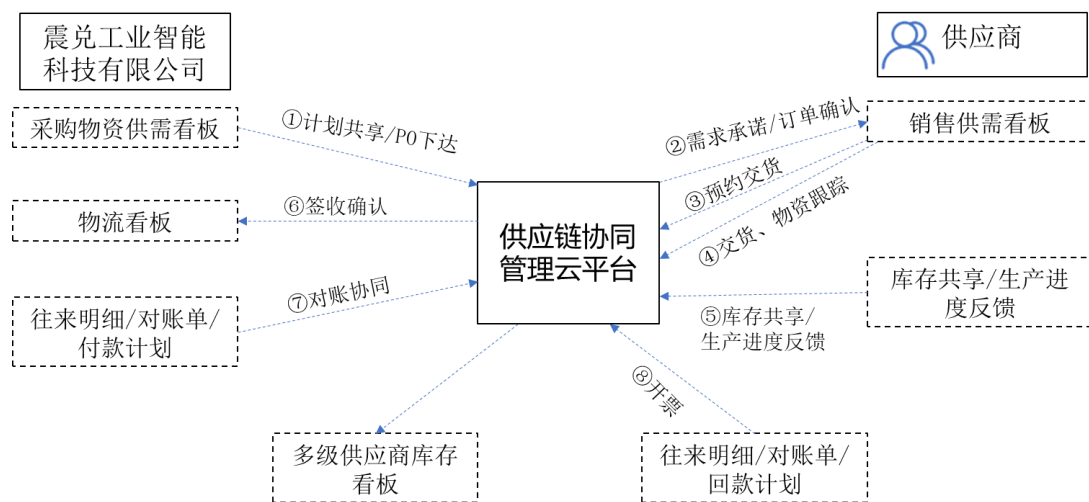 震兑工业智能
科技有限公司
供应商
采购物资供需看板
①计划共享/PO下达
②需求承诺/订单确认
销售供需看板
③预约交货
④交货、物资跟踪
物流看板
⑥签收确认
供应链协同
管理云平台
⑦对账协同
往来明细/对账单/
付款计划
库存共享/生产进
度反馈
⑤库存共享/
生产进度反馈
⑧开票
多级供应商库存
看板
往来明细/对账单/
回款计划